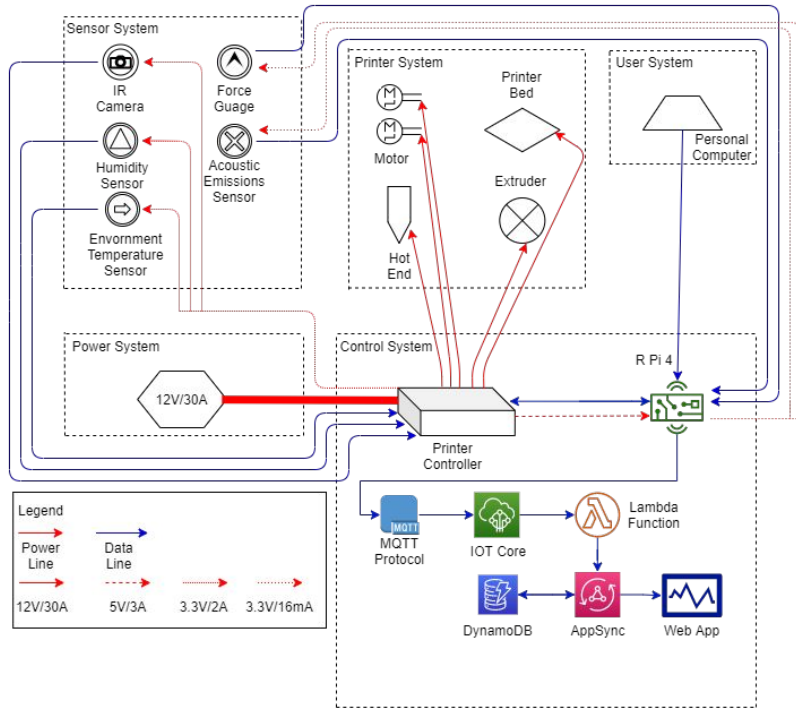 Sensor System
IR
Camera
Force
Guage
Humidity
Sensor
Acoustic
Emissions
Sensor
Envornment
Temperature
Sensor
Printer System
Printer
Bed
Motor
Extruder
Hot
End
User System
Personal
Computer
Power System
12V/30A
Control System
R Pi 4
Printer
Controller
MQTT
MQTT
Protocol
IOT Core
Lambda
Function
DynamoDB
AppSync
Web App
Legend
Power
Line
Data
Line
12V/30A
5V/3A
3.3V/2A
3.3V/16mA